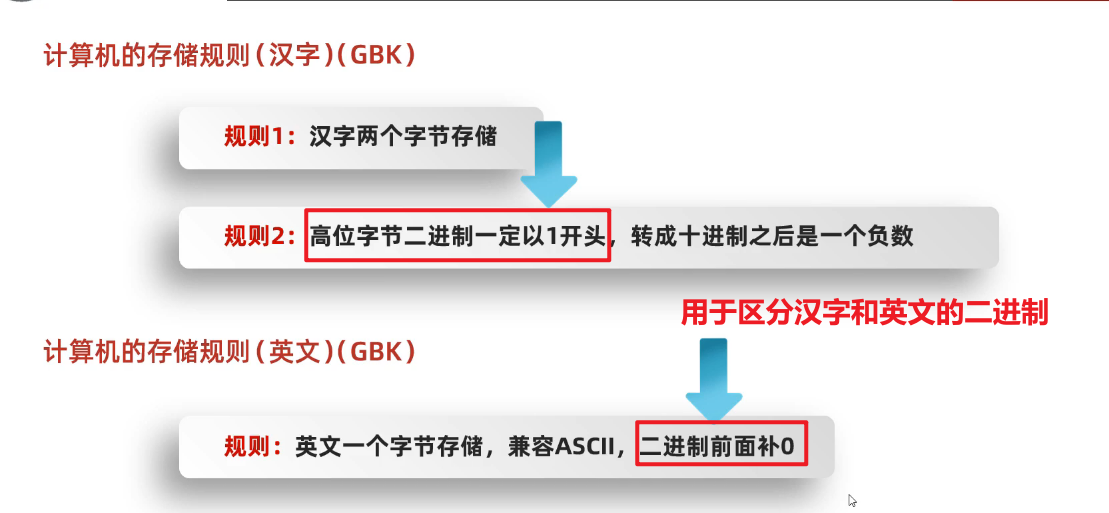 计算机的存储规则(汉字)(GBK)
规则1：汉字两个字节存储
规则2：高位字节二进制一定以1开头，转成十进制之后是一个负数
用于区分汉字和英文的二进制
计算机的存储规则(英文)(GBK)
规则：英文一个字节存储，兼容ASCII，二进制前面补0